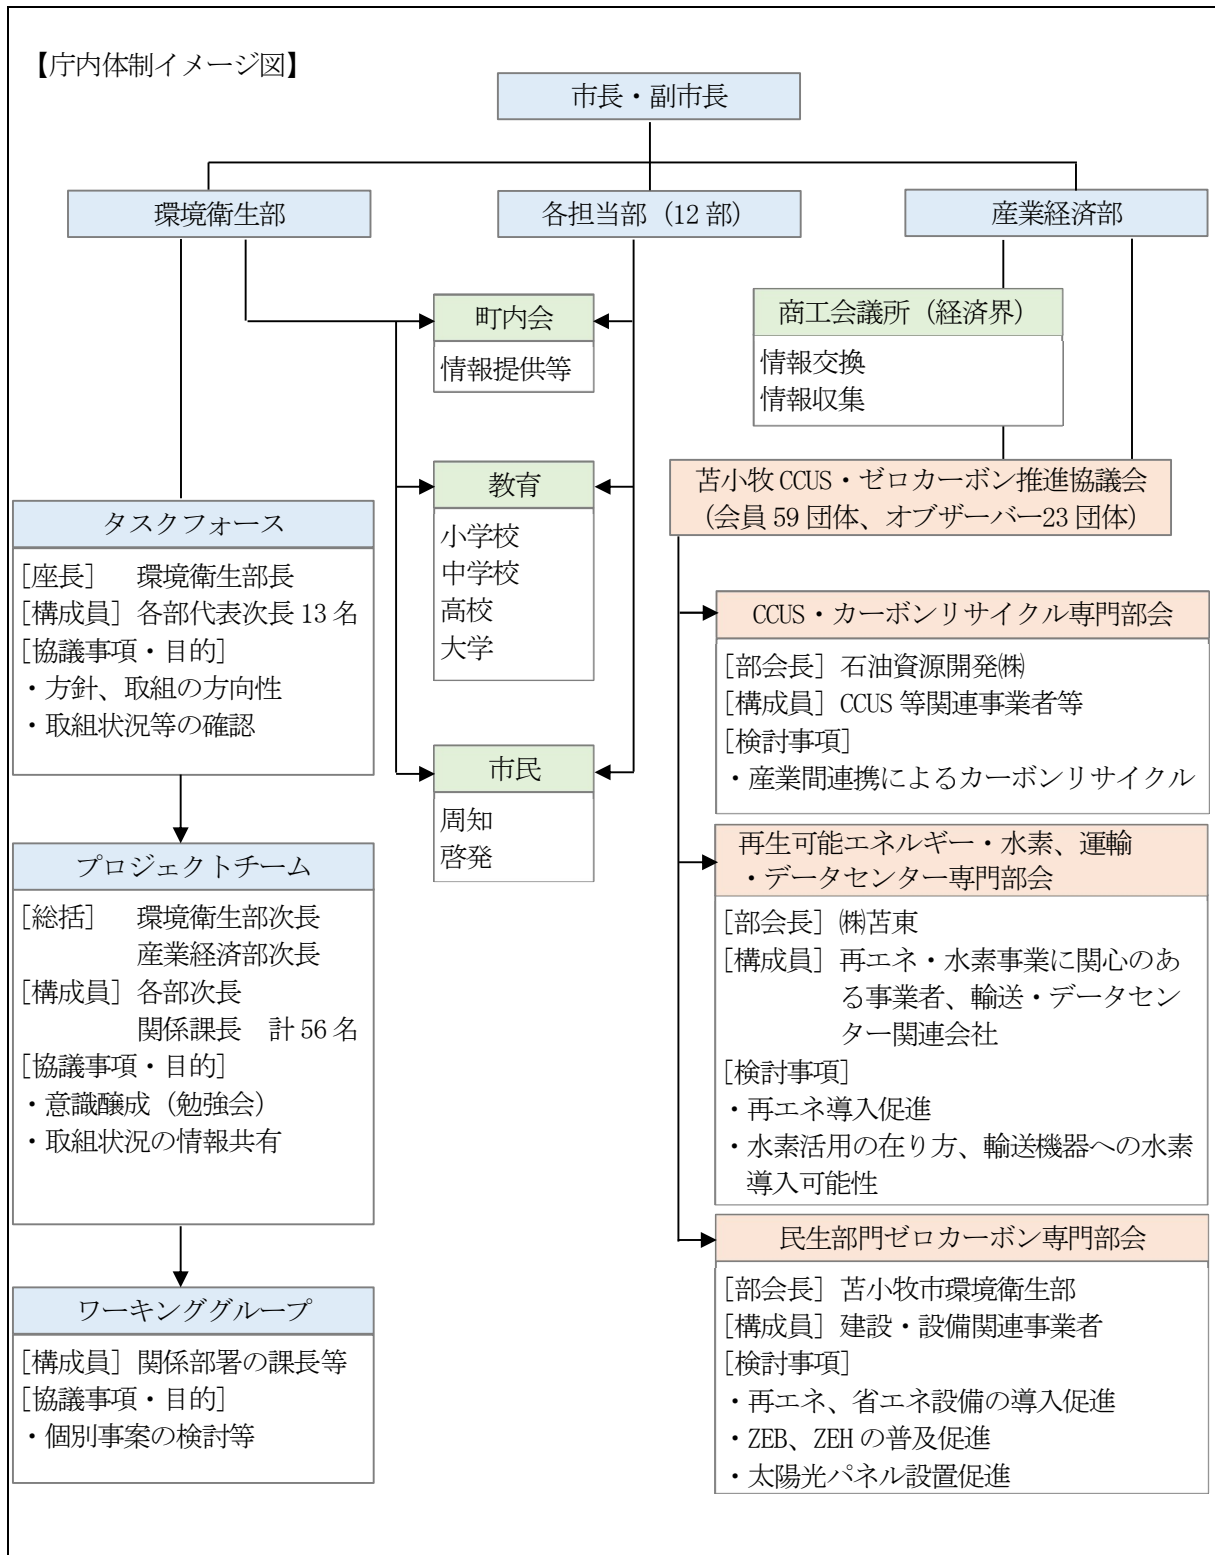 【庁内体制イメージ図】
市長・副市長
環境衛生部
各担当部（12部）
産業経済部
町内会
情報提供等
教育
小学校
中学校
高校
大学
市民
周知
啓発
商工会議所（経済界）
情報交換
情報収集
タスクフォース
［座長］　環境衛生部長
［構成員］各部代表次長13名
［協議事項・目的］
・方針、取組の方向性
・取組状況等の確認
プロジェクトチーム
［総括］　環境衛生部次長
産業経済部次長
［構成員］各部次長
関係課長　計56名
［協議事項・目的］
・意識醸成（勉強会）
・取組状況の情報共有
ワーキンググループ
［構成員］関係部署の課長等
［協議事項・目的］
・個別事案の検討等
苫小牧CCUS・ゼロカーボン推進協議会
（会員59団体、オブザーバー23団体）
CCUS・カーボンリサイクル専門部会
［部会長］石油資源開発㈱
［構成員］CCUS等関連事業者等
［検討事項］
・産業間連携によるカーボンリサイクル
再生可能エネルギー・水素、運輸
・データセンター専門部会
［部会長］㈱苫東
［構成員］再エネ・水素事業に関心のあ
る事業者、輸送・データセン
ター関連会社
［検討事項］
・再エネ導入促進
・水素活用の在り方、輸送機器への水素
導入可能性
民生部門ゼロカーボン専門部会
［部会長］苫小牧市環境衛生部
［構成員］建設・設備関連事業者
［検討事項］
・再エネ、省エネ設備の導入促進
・ZEB、ZEHの普及促進
・太陽光パネル設置促進